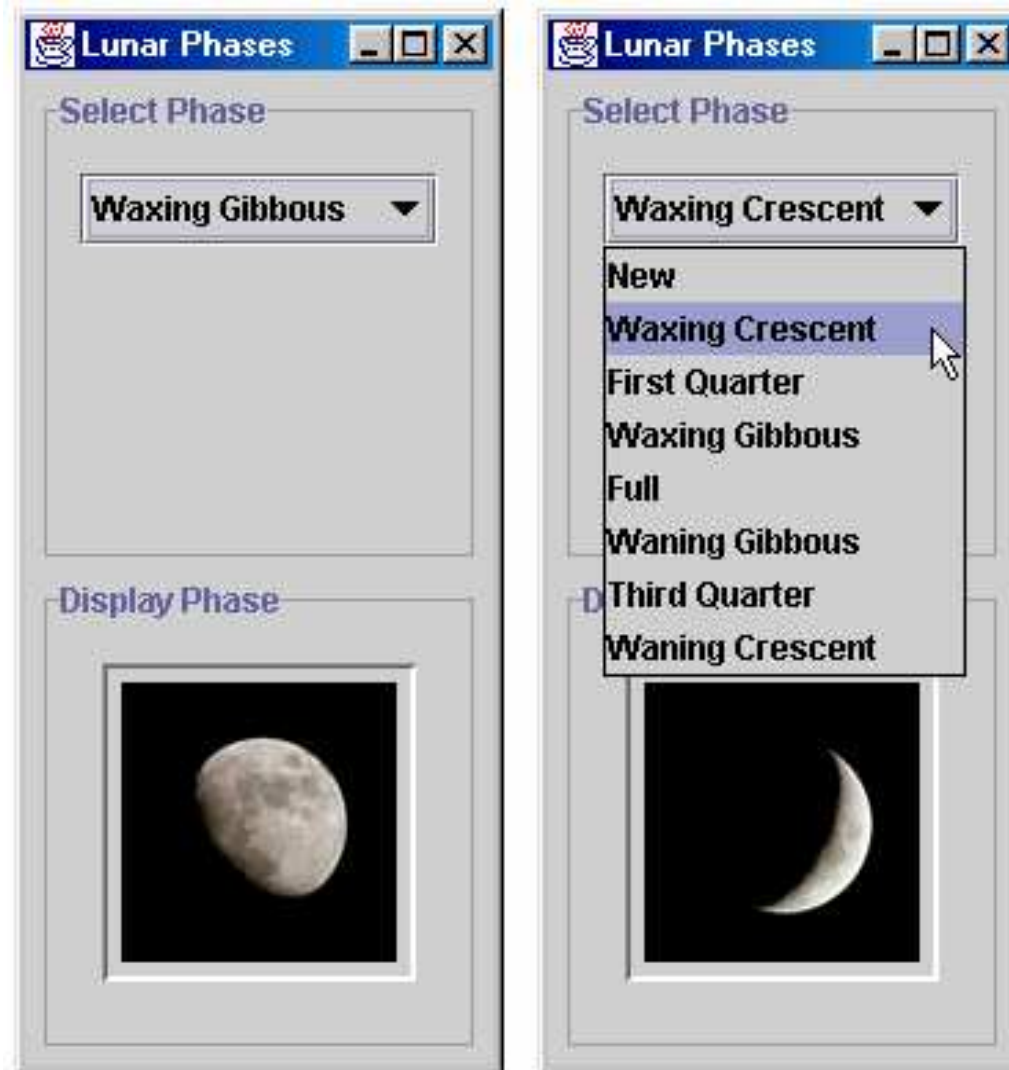 Lunar Phases
Select Phase
Waxing Gibbous
Display Phase
Lunar Phases
Select Phase
Waxing Crescent
New
Waxing Crescent
First Quarter
Waxing Gibbous
Full
Waning Gibbous
Third Quarter
Waning Crescent